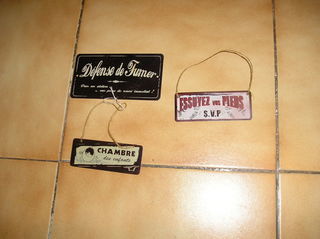 Défense de Fumer.
ESSUYEZ VOS PIEDS
S.V.P
CHAMBRE
des enfants